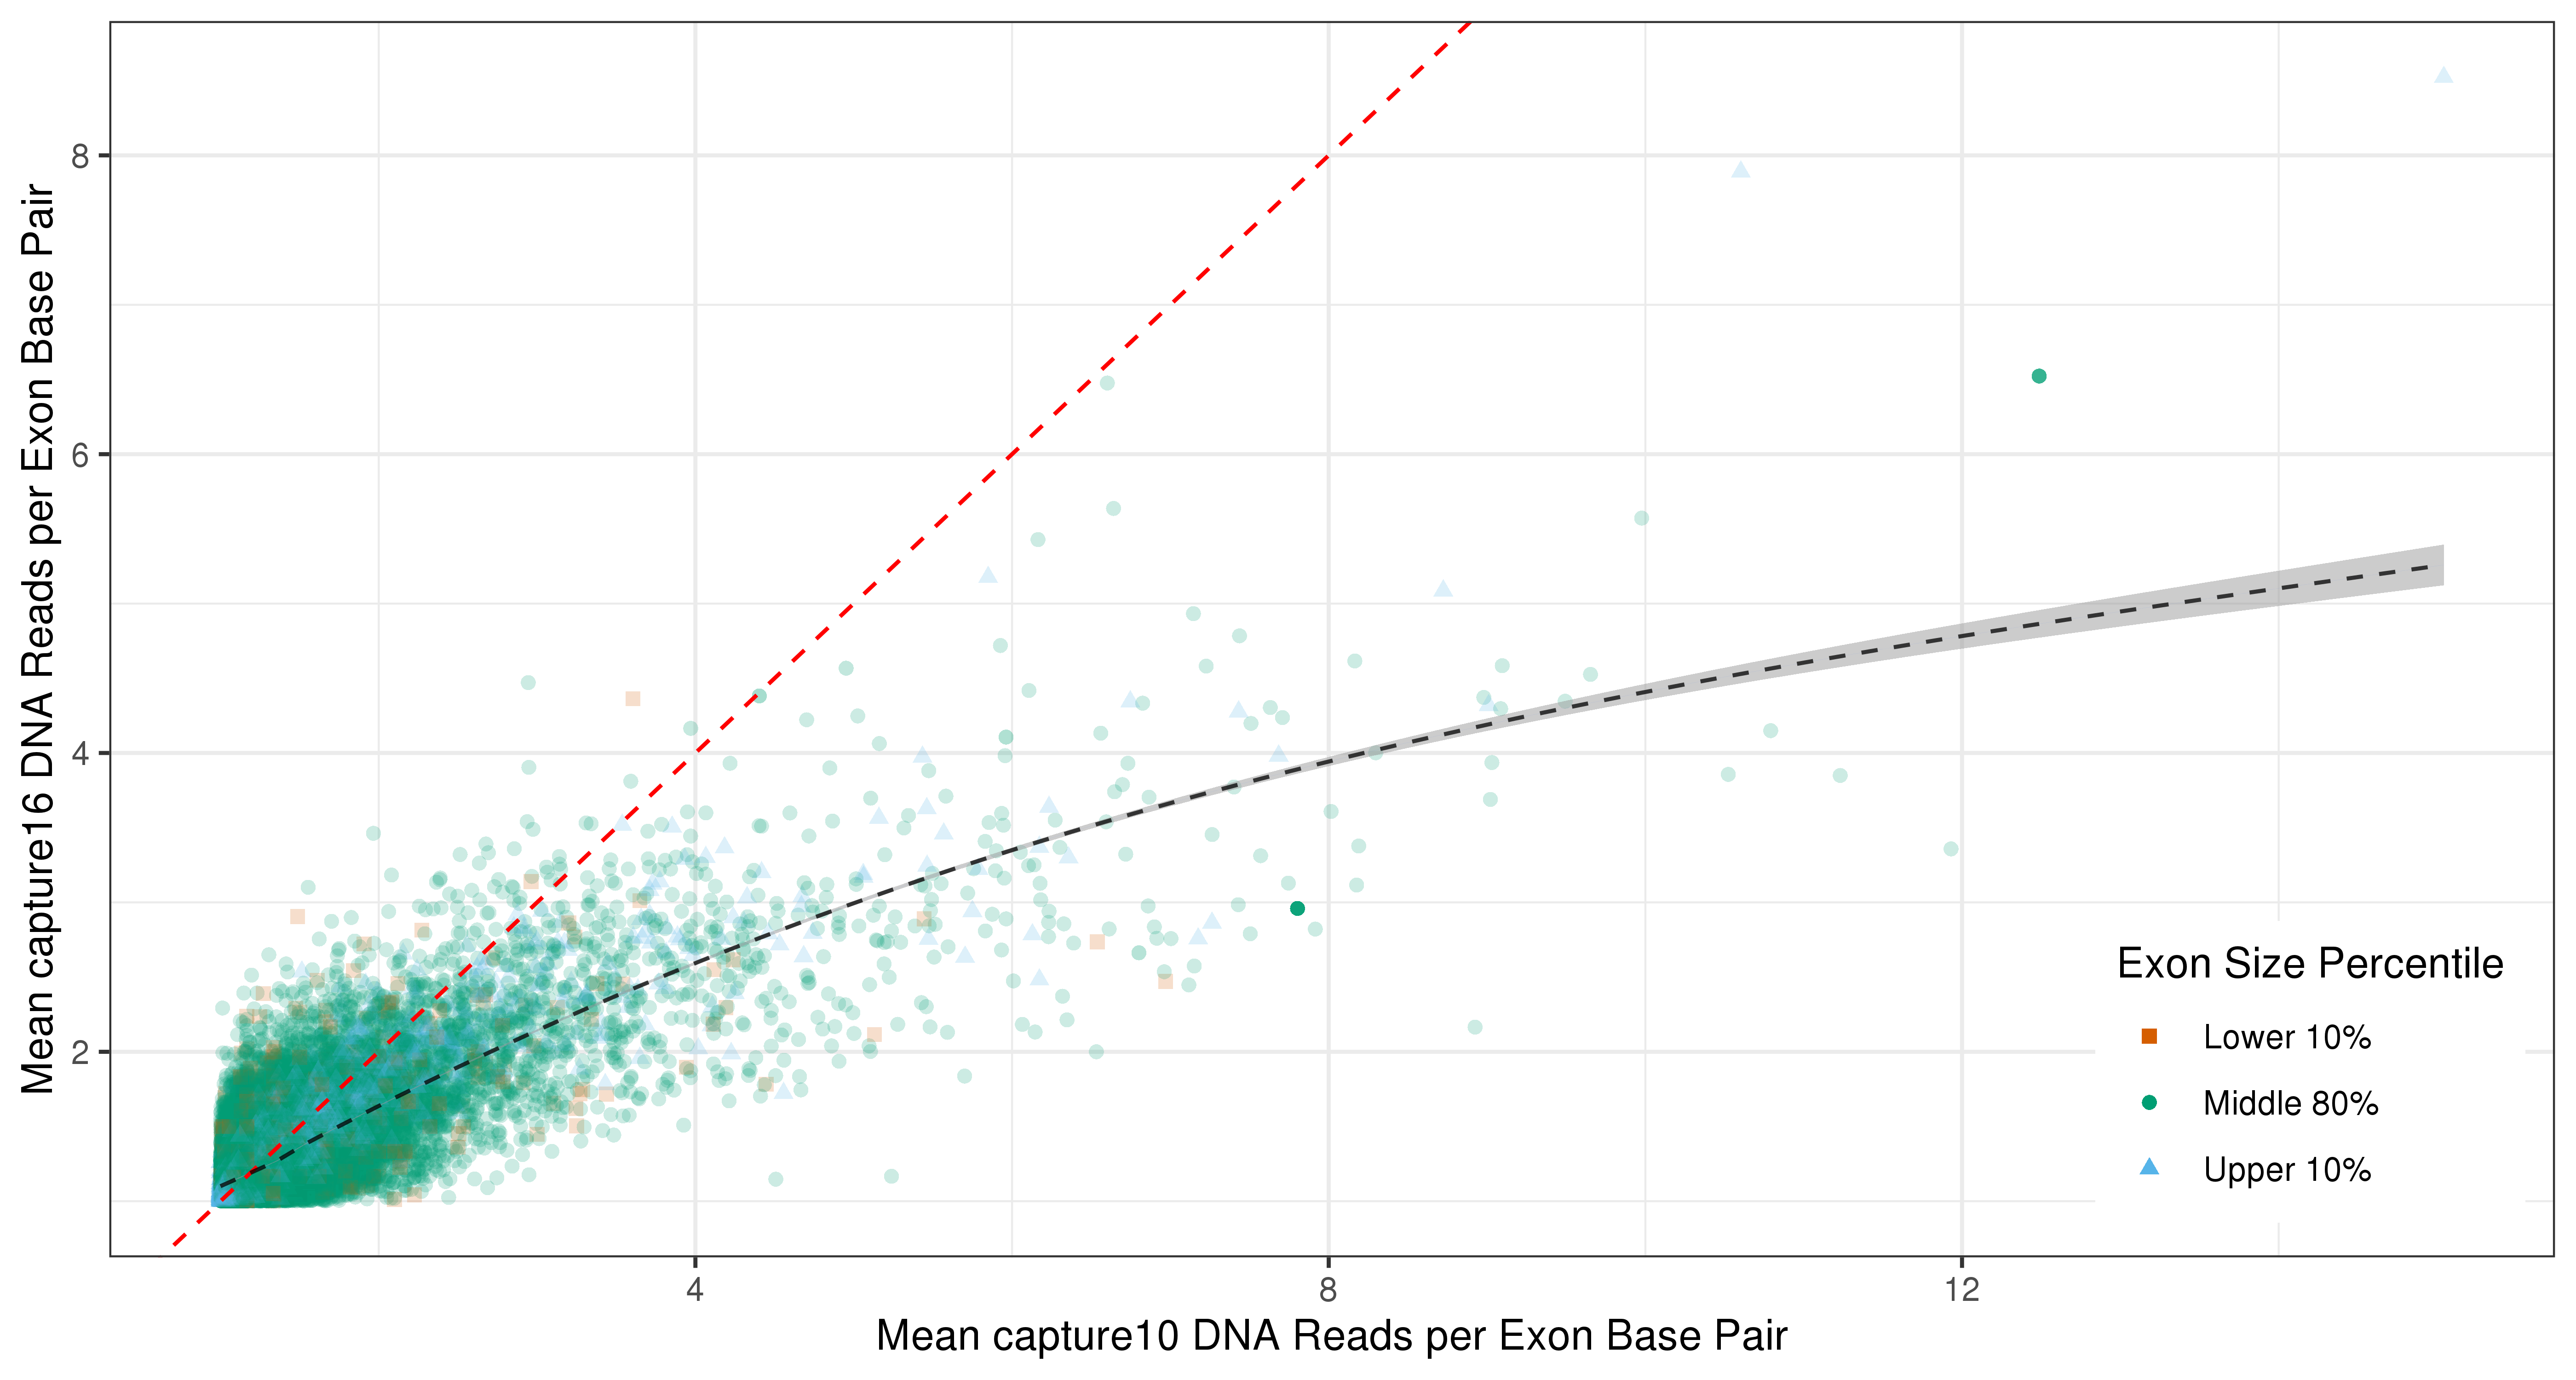 Mean capture16 DNA Reads per Exon Base Pair
8
6
4
2
4
8
12
Mean capture10 DNA Reads per Exon Base Pair
Exon Size Percentile
Lower 10%
Middle 80%
Upper 10%